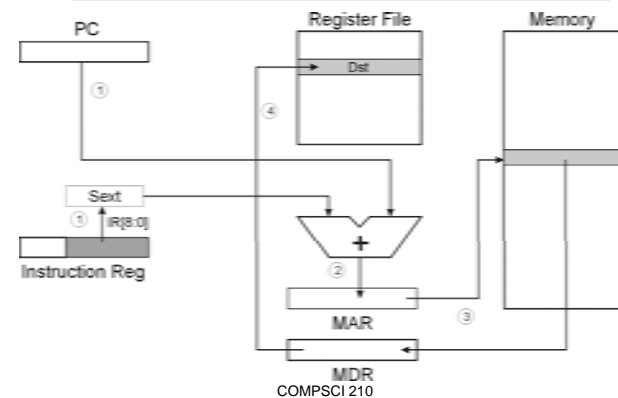 Register File
Memory
PC
Dst
①
④
Sext
①
IR[8:0]
+
Instruction Reg
②
③
MAR
MDR
COMPSCI 210